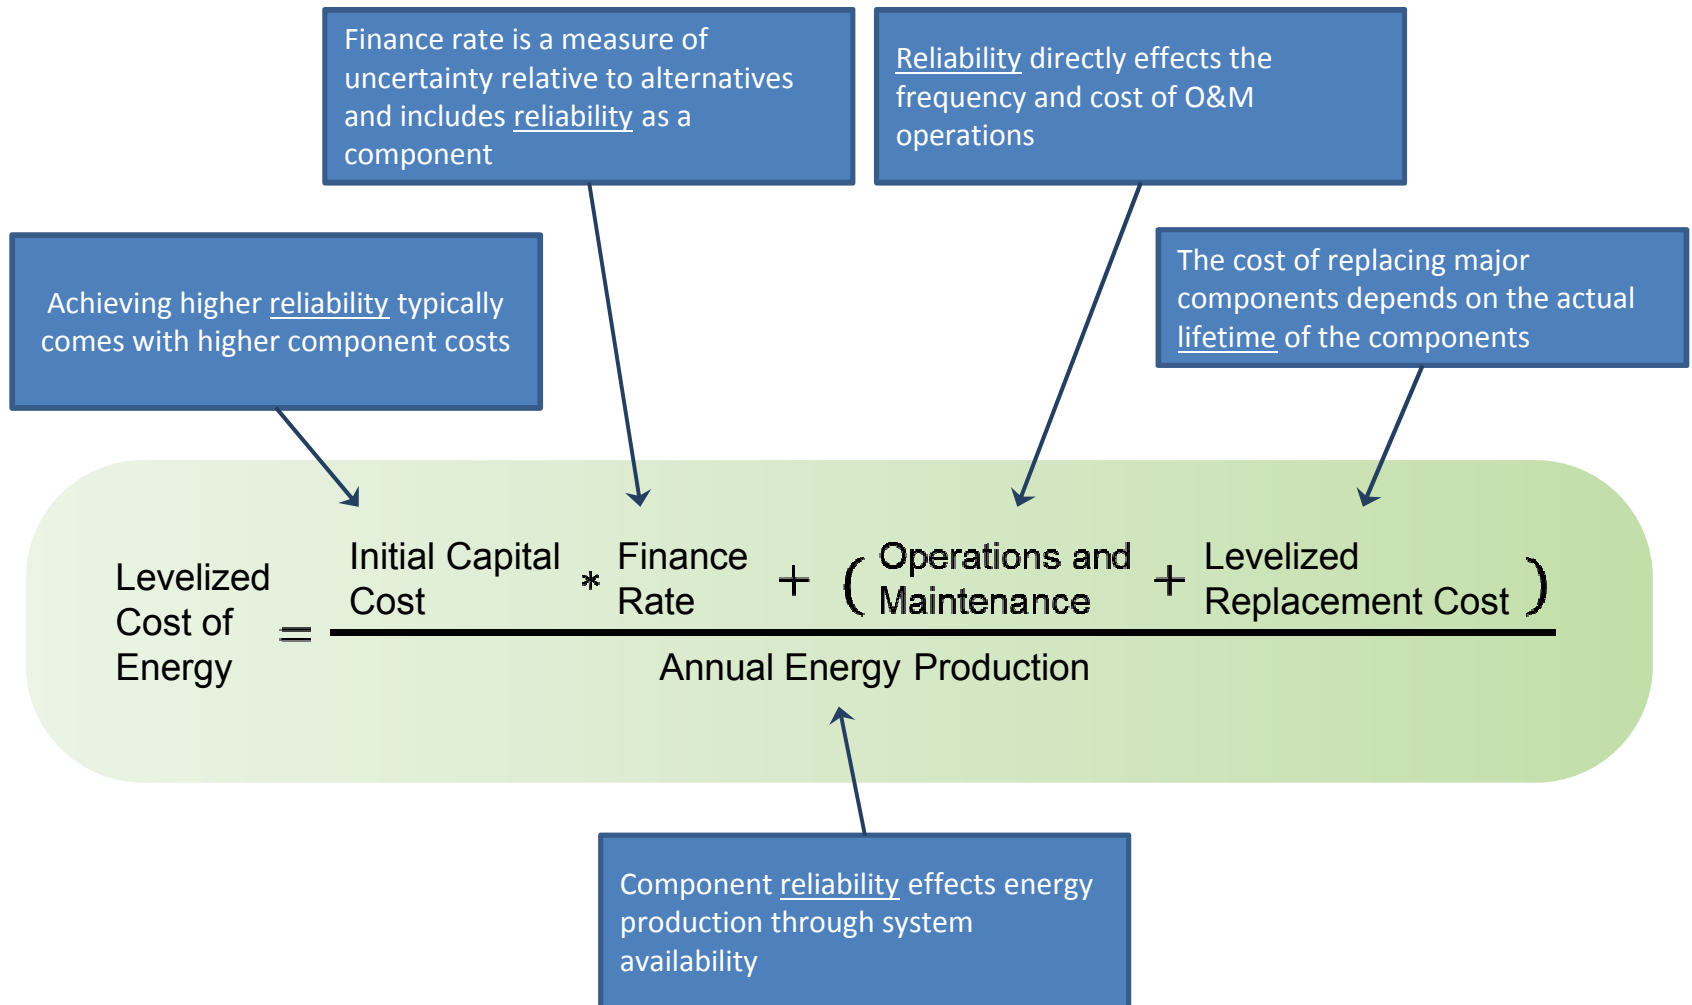 Finance rate is a measure of
uncertainty relative to alternatives
and includes reliability as a
component
Reliability directly effects the
frequency and cost of O&M
operations
Achieving higher reliability typically
comes with higher component costs
The cost of replacing major
components depends on the actual
lifetime of the components
Levelized
Cost of
Energy
=
Initial Capital
Cost
*
Finance
Rate
+
(
Operations and
Maintenance
+
Levelized
Replacement Cost
)
Annual Energy Production
Component reliability effects energy
production through system
availability